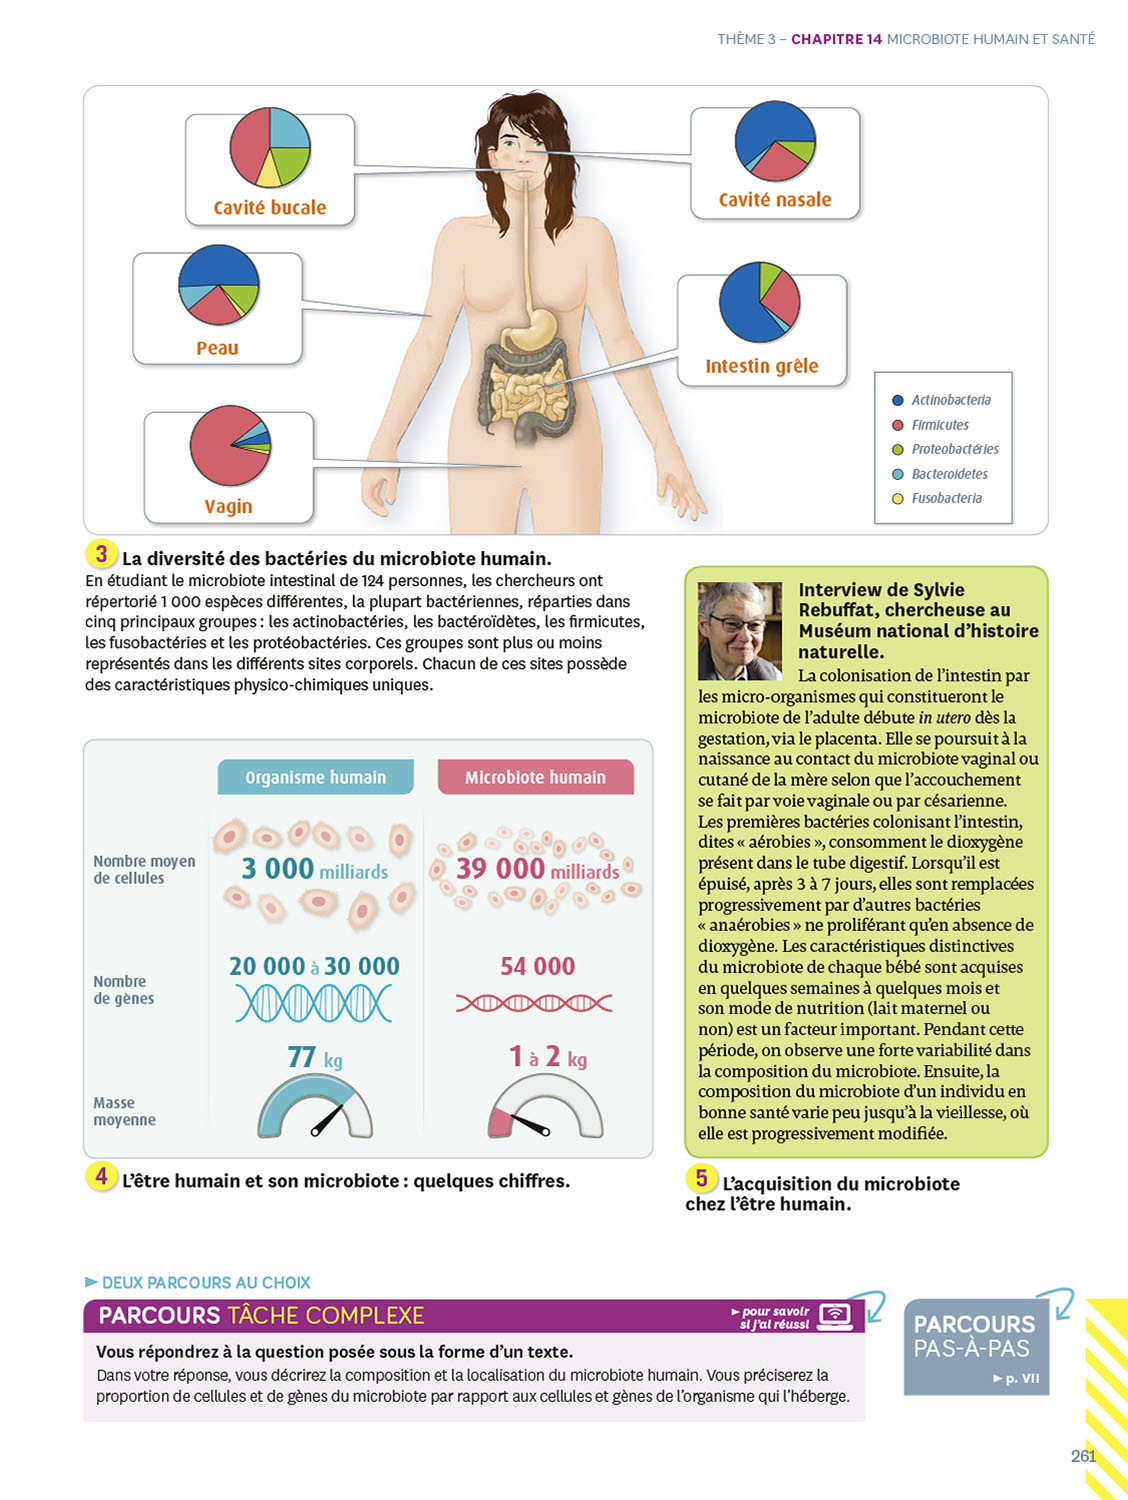 THÈME 3 – CHAPITRE 14 MICROBIOTE HUMAIN ET SANTÉ
Cavité bucale
Cavité nasale
Peau
Intestin grêle
Vagin
Actinobacteria
Firmicutes
Proteobactéries
Bacteroidetes
Fusobacteria
3 La diversité des bactéries du microbiote humain.
En étudiant le microbiote intestinal de 124 personnes, les chercheurs ont
répertorié 1 000 espèces différentes, la plupart bactériennes, réparties dans
cinq principaux groupes : les actinobactéries, les bactéroïdètes, les firmicutes,
les fusobactéries et les protéobactéries. Ces groupes sont plus ou moins
représentés dans les différents sites corporels. Chacun de ces sites possède
des caractéristiques physico-chimiques uniques.
Organisme humain
Microbiote humain
Nombre moyen
de cellules
3 000 milliards
39 000 milliards
Nombre
de gènes
20 000 à 30 000
54 000
Masse
moyenne
77 kg
1 à 2 kg
4 L'être humain et son microbiote : quelques chiffres.
Interview de Sylvie
Rebuffat, chercheuse au
Muséum national d'histoire
naturelle.
La colonisation de l'intestin par
les micro-organismes qui constitueront le
microbiote de l'adulte débute in utero dès la
gestation, via le placenta. Elle se poursuit à la
naissance au contact du microbiote vaginal ou
cutané de la mère selon que l'accouchement
se fait par voie vaginale ou par césarienne.
Les premières bactéries colonisant l'intestin,
dites « aérobies », consomment le dioxygène
présent dans le tube digestif. Lorsqu'il est
épuisé, après 3 à 7 jours, elles sont remplacées
progressivement par d'autres bactéries
« anaérobies » ne proliférant qu'en absence de
dioxygène. Les caractéristiques distinctives
du microbiote de chaque bébé sont acquises
en quelques semaines à quelques mois et
son mode de nutrition (lait maternel ou
non) est un facteur important. Pendant cette
période, on observe une forte variabilité dans
la composition du microbiote. Ensuite, la
composition du microbiote d'un individu en
bonne santé varie peu jusqu'à la vieillesse, où
elle est progressivement modifiée.
5 L'acquisition du microbiote
chez l'être humain.
► DEUX PARCOURS AU CHOIX
PARCOURS TÂCHE COMPLEXE
► pour savoir
si j'ai réussi
Vous répondrez à la question posée sous la forme d'un texte.
Dans votre réponse, vous décrirez la composition et la localisation du microbiote humain. Vous préciserez la
proportion de cellules et de gènes du microbiote par rapport aux cellules et gènes de l'organisme qui l'héberge.
PARCOURS
PAS-À-PAS
► p. VII
261